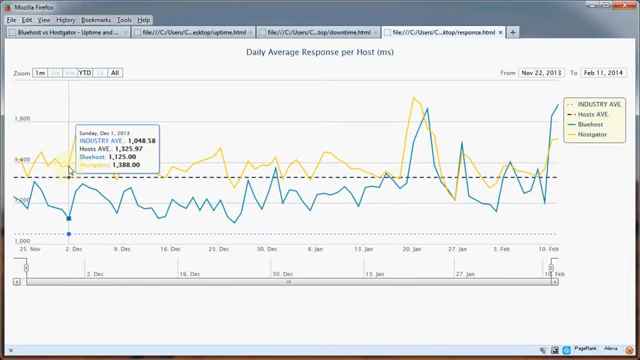 Mozilla Firefox
File Edit View History Bookmarks Tools Help
Bluehost vs Hostgator - Uptime and ...
file:///C:/Users/C...esktop/uptime.html
file:///C:/Users/C...top/downtime.html
file:///C:/Users/C...ktop/response.html
Daily Average Response per Host (ms)
Zoom 1m YTD All
From Nov 22, 2013 To Feb 11, 2014
INDUSTRY AVE.
Hosts AVE.
Bluehost
Hostgator
1,600
Sunday, Dec 1, 2013
INDUSTRY AVE.: 1,048.58
Hosts AVE.: 1,325.97
Bluehost: 1,125.00
Hostgator: 1,388.00
1,400
1,200
1,000
25. Nov 2. Dec 9. Dec 16. Dec 23. Dec 30. Dec 6. Jan 13. Jan 20. Jan 27. Jan 3. Feb 10. Feb
2. Dec 16. Dec 30. Dec 13. Jan 27. Jan 10. Feb
PageRank Alexa